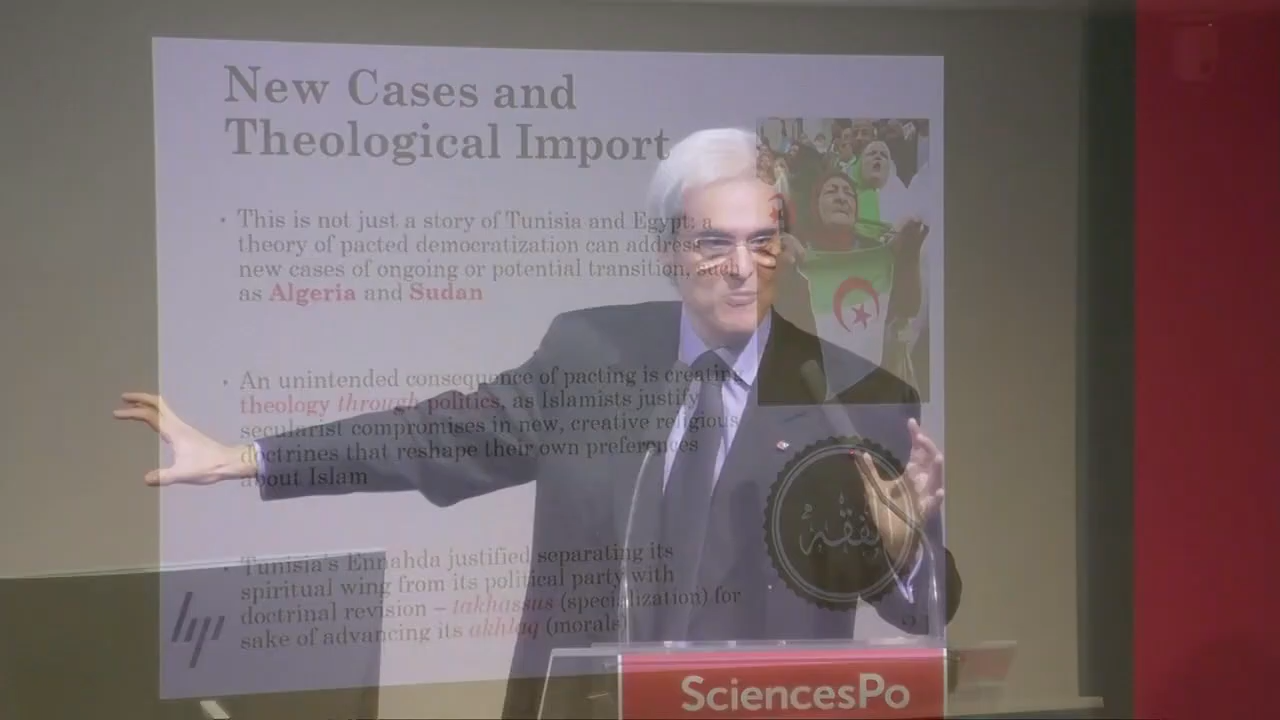 New Cases and
Theological Import
• This is not just a story of Tunisia and Egypt: a
theory of pacted democratization can address
new cases of ongoing or potential transition, such
as Algeria and Sudan
• An unintended consequence of pacting is creating
theology through politics, as Islamists justify
secularist compromises in new, creative religious
doctrines that reshape their own preferences
about Islam
• Tunisia's Ennahda justified separating its
spiritual wing from its political party with
doctrinal revision – takhassus (specialization) for
sake of advancing its akhlaq (morals)
فقه
21
SciencesPo